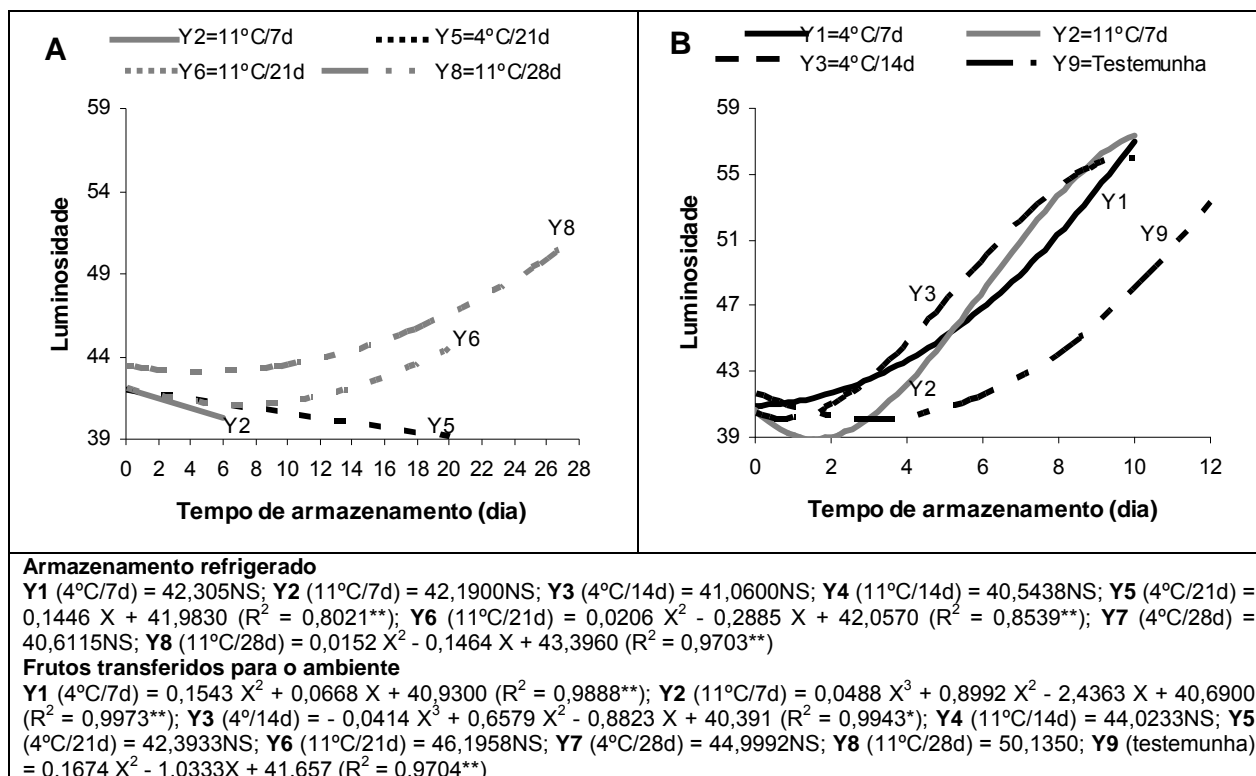 A
Y2=11ºC/7d
Y5=4ºC/21d
Y6=11ºC/21d
Y8=11ºC/28d
59
54
49
44
39
Luminosidade
Y8
Y6
Y5
Y2
0 2 4 6 8 10 12 14 16 18 20 22 24 26 28
Tempo de armazenamento (dia)
B
Y1=4ºC/7d
Y2=11ºC/7d
Y3=4ºC/14d
Y9=Testemunha
59
55
51
47
43
39
Luminosidade
Y1
Y9
Y3
Y2
0 2 4 6 8 10 12
Tempo de armazenamento (dia)
Armazenamento refrigerado
Y1 (4ºC/7d) = 42,305NS; Y2 (11ºC/7d) = 42,1900NS; Y3 (4ºC/14d) = 41,0600NS; Y4 (11ºC/14d) = 40,5438NS; Y5 (4ºC/21d) =
0,1446 X + 41,9830 (R² = 0,8021**); Y6 (11ºC/21d) = 0,0206 X² - 0,2885 X + 42,0570 (R² = 0,8539**); Y7 (4ºC/28d) =
40,6115NS; Y8 (11ºC/28d) = 0,0152 X² - 0,1464 X + 43,3960 (R² = 0,9703**)
Frutos transferidos para o ambiente
Y1 (4ºC/7d) = 0,1543 X² + 0,0668 X + 40,9300 (R² = 0,9888**); Y2 (11ºC/7d) = 0,0488 X³ + 0,8992 X² - 2,4363 X + 40,6900
(R² = 0,9973**); Y3 (4º/14d) = - 0,0414 X³ + 0,6579 X² - 0,8823 X + 40,391 (R² = 0,9943*); Y4 (11ºC/14d) = 44,0233NS; Y5
(4ºC/21d) = 42,3933NS; Y6 (11ºC/21d) = 46,1958NS; Y7 (4ºC/28d) = 44,9992NS; Y8 (11ºC/28d) = 50,1350; Y9 (testemunha)
= 0,1674 X² - 1,0333X + 41,657 (R² = 0,9704**)